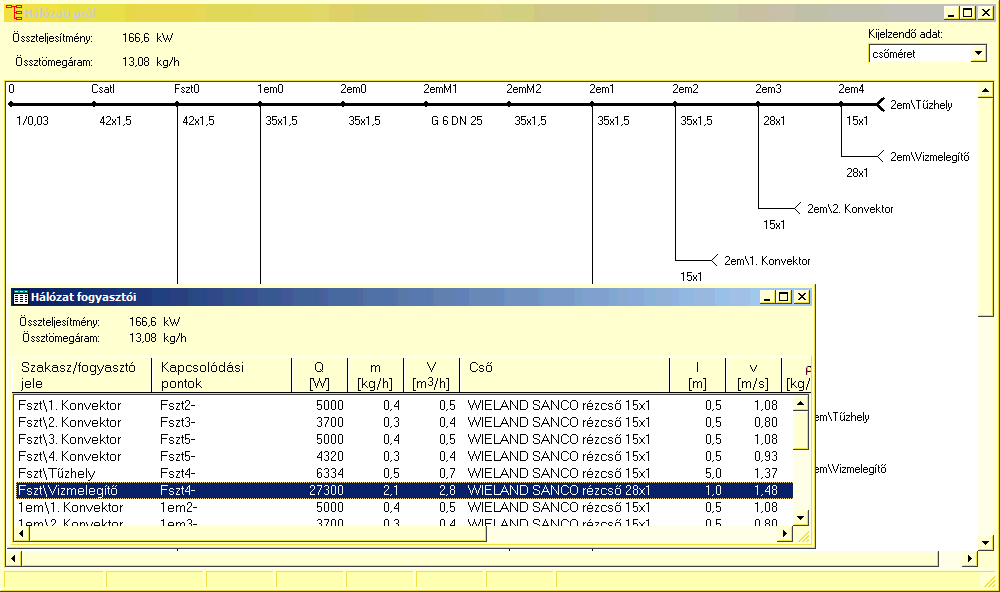 Hálózati gráf
Összteljesítmény: 166,6 kW
Össztömegáram: 13,08 kg/h
Kijelzendő adat:
csőméret
0 Csatl Fszt0 1em0 2em0 2emM1 2emM2 2em1 2em2 2em3 2em4
2em\Tűzhely
1/0,03 42x1,5 42x1,5 35x1,5 35x1,5 G 6 DN 25 35x1,5 35x1,5 35x1,5 28x1 15x1
2em\Vizmelegítő
28x1
2em\2. Konvektor
15x1
2em\1. Konvektor
15x1
Hálózat fogyasztói
Összteljesítmény: 166,6 kW
Össztömegáram: 13,08 kg/h
Szakasz/fogyasztó Kapcsolódási Q m V Cső l v
jele pontok [W] [kg/h] [m3/h] [m] [m/s] [kg/
Fszt\1. Konvektor Fszt2- 5000 0,4 0,5 WIELAND SANCO rézcső 15x1 0,5 1,08
Fszt\2. Konvektor Fszt3- 3700 0,3 0,4 WIELAND SANCO rézcső 15x1 0,5 0,80
Fszt\3. Konvektor Fszt5- 5000 0,4 0,5 WIELAND SANCO rézcső 15x1 0,5 1,08
Fszt\4. Konvektor Fszt5- 4320 0,3 0,4 WIELAND SANCO rézcső 15x1 0,5 0,93
Fszt\Tűzhely Fszt4- 6334 0,5 0,7 WIELAND SANCO rézcső 15x1 5,0 1,37
Fszt\Vizmelegítő Fszt4- 27300 2,1 2,8 WIELAND SANCO rézcső 28x1 1,0 1,48
1em\1. Konvektor 1em2- 5000 0,4 0,5 WIELAND SANCO rézcső 15x1 0,5 1,08
1em\2. Konvektor 1em3- 3700 0,3 0,4 WIELAND SANCO rézcső 15x1 0,5 0,80
em\Tűzhely
em\Vizmelegítő